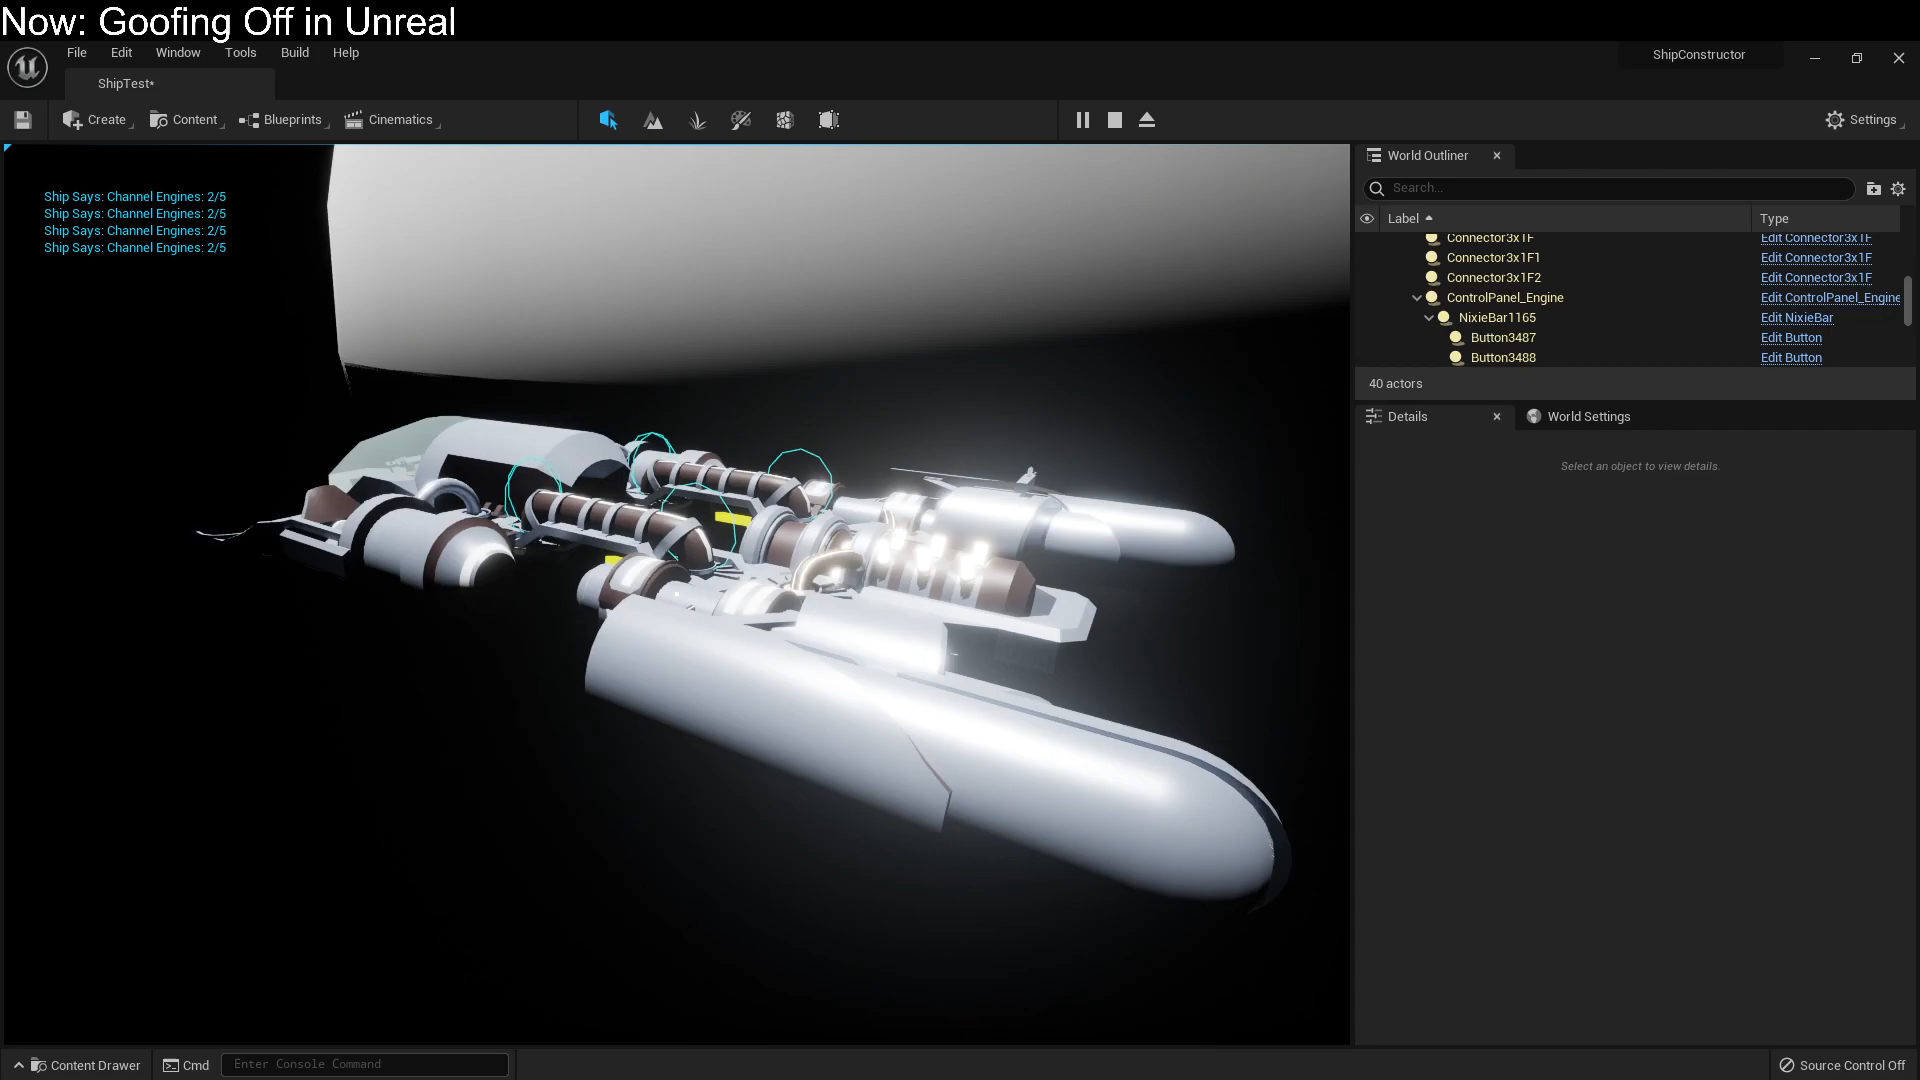 Now: Goofing Off in Unreal
File Edit Window Tools Build Help
ShipConstructor
ShipTest*
Create Content Blueprints Cinematics
Settings
Ship Says: Channel Engines: 2/5
Ship Says: Channel Engines: 2/5
Ship Says: Channel Engines: 2/5
Ship Says: Channel Engines: 2/5
World Outliner
Search...
Label Type
Connector3x1F Edit Connector3x1F
Connector3x1F1 Edit Connector3x1F
Connector3x1F2 Edit Connector3x1F
ControlPanel_Engine Edit ControlPanel_Engine
NixieBar1165 Edit NixieBar
Button3487 Edit Button
Button3488 Edit Button
40 actors
Details World Settings
Select an object to view details.
Content Drawer Cmd Enter Console Command Source Control Off